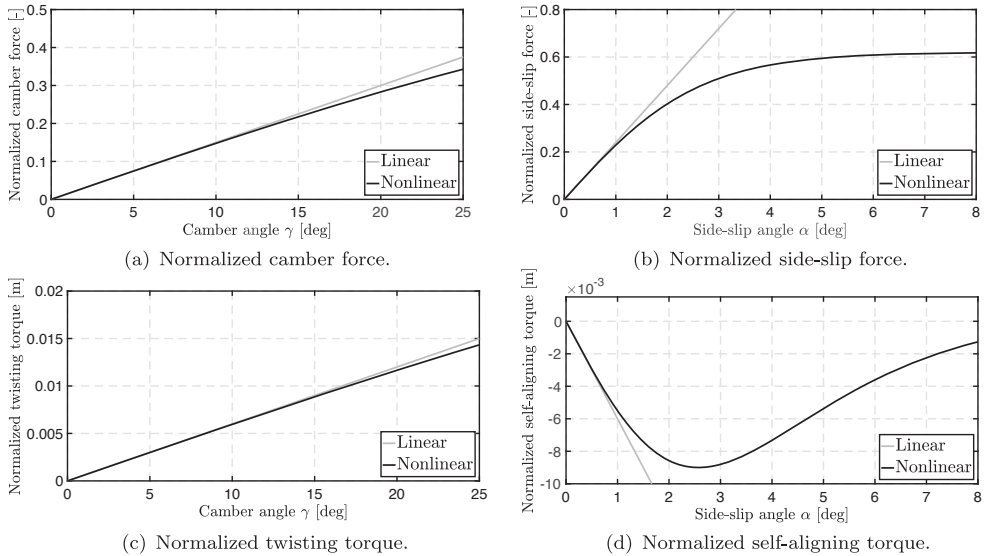 Normalized camber force [-]
0.5
0.4
0.3
0.2
0.1
0
0 5 10 15 20 25
Linear
Nonlinear
Camber angle γ [deg]
(a) Normalized camber force.
Normalized side-slip force [-]
0.8
0.6
0.4
0.2
0
0 1 2 3 4 5 6 7 8
Linear
Nonlinear
Side-slip angle α [deg]
(b) Normalized side-slip force.
Normalized twisting torque [m]
0.02
0.015
0.01
0.005
0
0 5 10 15 20 25
Linear
Nonlinear
Camber angle γ [deg]
(c) Normalized twisting torque.
Normalized self-aligning torque [m]
×10-3
0
-2
-4
-6
-8
-10
0 1 2 3 4 5 6 7 8
Linear
Nonlinear
Side-slip angle α [deg]
(d) Normalized self-aligning torque.